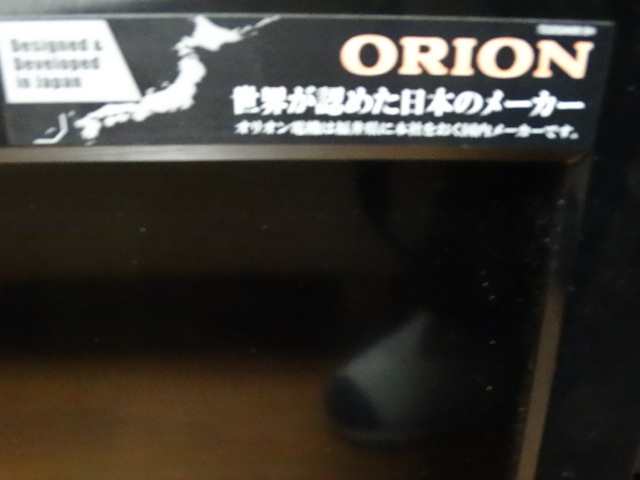 Designed &
Developed
in Japan
ORION
世界が認めた日本のメーカー
オリオン電機は福井県に本社をおく国内メーカーです。